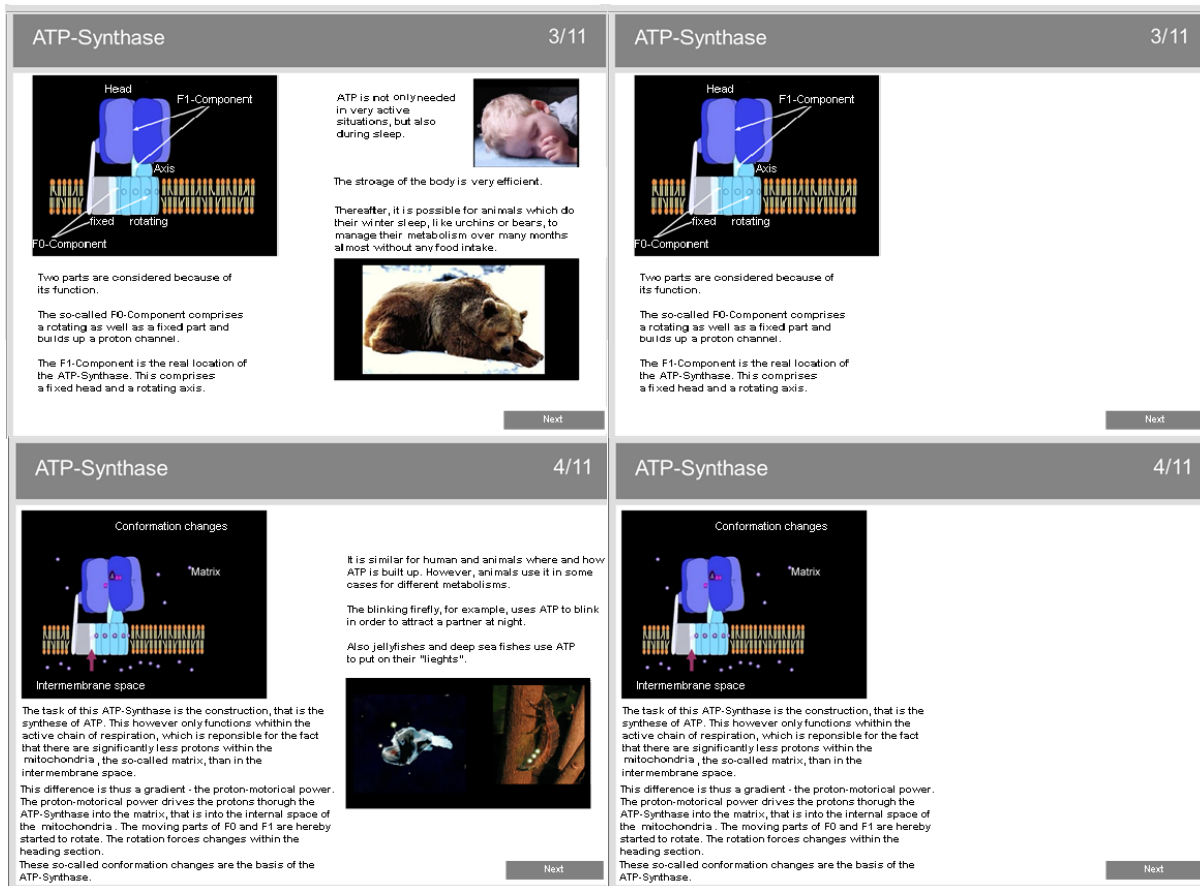 ATP-Synthase
3/11
Head
F1-Component
Axis
fixed
rotating
F0-Component
Two parts are considered because of
its function.
The so-called F0-Component comprises
a rotating as well as a fixed part and
builds up a proton channel.
The F1-Component is the real location of
the ATP-Synthase. This comprises
a fixed head and a rotating axis.
ATP is not only needed
in very active
situations, but also
during sleep.
The stroage of the body is very efficient.
Thereafter, it is possible for animals which do
their winter sleep, like urchins or bears, to
manage their metabolism over many months
almost without any food intake.
Next
ATP-Synthase
3/11
Head
F1-Component
Axis
fixed
rotating
F0-Component
Two parts are considered because of
its function.
The so-called F0-Component comprises
a rotating as well as a fixed part and
builds up a proton channel.
The F1-Component is the real location of
the ATP-Synthase. This comprises
a fixed head and a rotating axis.
Next
ATP-Synthase
4/11
Conformation changes
Matrix
Intermembrane space
The task of this ATP-Synthase is the construction, that is the
synthese of ATP. This however only functions whithin the
active chain of respiration, which is reponsible for the fact
that there are significantly less protons within the
mitochondria , the so-called matrix, than in the
intermembrane space.
This difference is thus a gradient - the proton-motorical power.
The proton-motorical power drives the protons thorugh the
ATP-Synthase into the matrix, that is into the internal space of
the mitochondria . The moving parts of F0 and F1 are hereby
started to rotate. The rotation forces changes within the
heading section.
These so-called conformation changes are the basis of the
ATP-Synthase.
It is similar for human and animals where and how
ATP is built up. However, animals use it in some
cases for different metabolisms.
The blinking firefly, for example, uses ATP to blink
in order to attract a partner at night.
Also jellyfishes and deep sea fishes use ATP
to put on their "lieghts".
Next
ATP-Synthase
4/11
Conformation changes
Matrix
Intermembrane space
The task of this ATP-Synthase is the construction, that is the
synthese of ATP. This however only functions whithin the
active chain of respiration, which is reponsible for the fact
that there are significantly less protons within the
mitochondria , the so-called matrix, than in the
intermembrane space.
This difference is thus a gradient - the proton-motorical power.
The proton-motorical power drives the protons thorugh the
ATP-Synthase into the matrix, that is into the internal space of
the mitochondria . The moving parts of F0 and F1 are hereby
started to rotate. The rotation forces changes within the
heading section.
These so-called conformation changes are the basis of the
ATP-Synthase.
Next